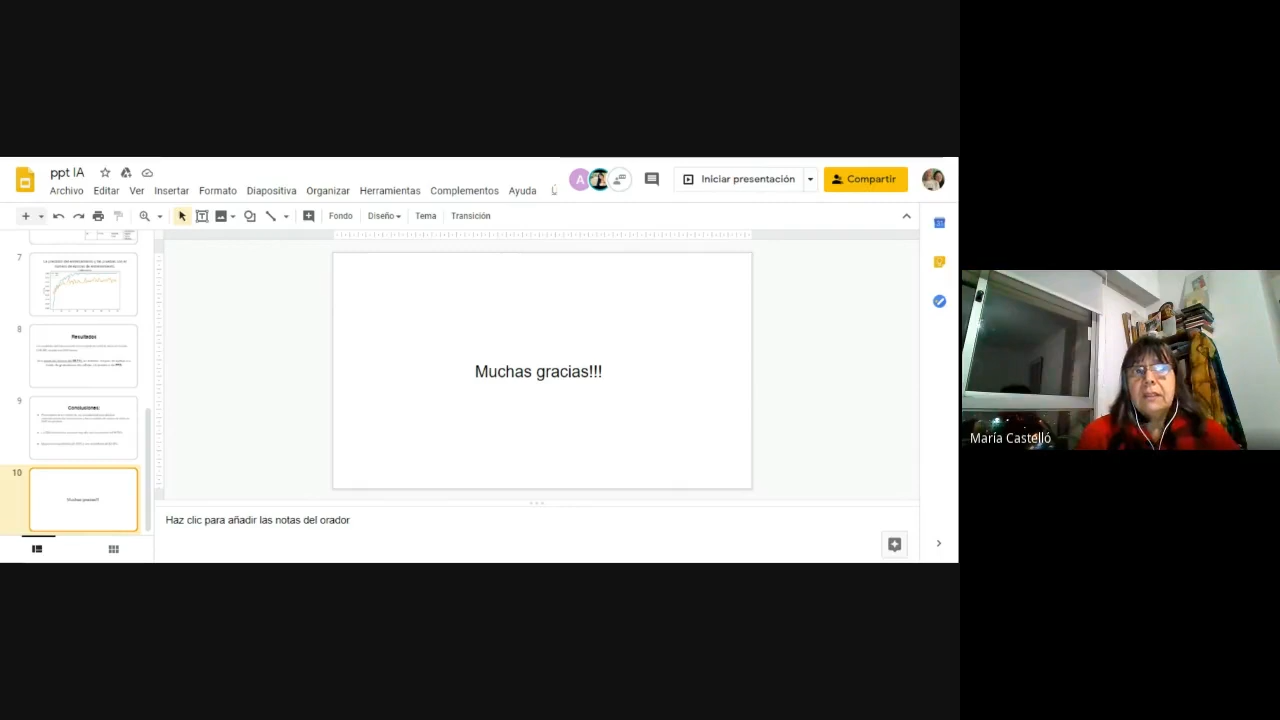 ppt IA
Archivo Editar Ver Insertar Formato Diapositiva Organizar Herramientas Complementos Ayuda
A
Iniciar presentación
Compartir
Fondo Diseño Tema Transición
7
8
Resultados
9
Conclusiones:
10
Muchas gracias!!!
Muchas gracias!!!
Haz clic para añadir las notas del orador
María Castelló